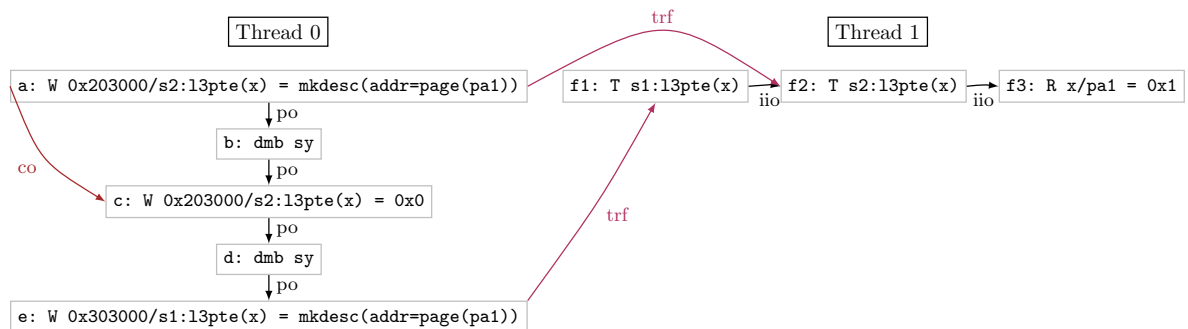 Thread 0
Thread 1
trf
a: W 0x203000/s2:l3pte(x) = mkdesc(addr=page(pa1))
f1: T s1:l3pte(x)
iio
f2: T s2:l3pte(x)
iio
f3: R x/pa1 = 0x1
po
b: dmb sy
co
po
c: W 0x203000/s2:l3pte(x) = 0x0
po
trf
d: dmb sy
po
e: W 0x303000/s1:l3pte(x) = mkdesc(addr=page(pa1))